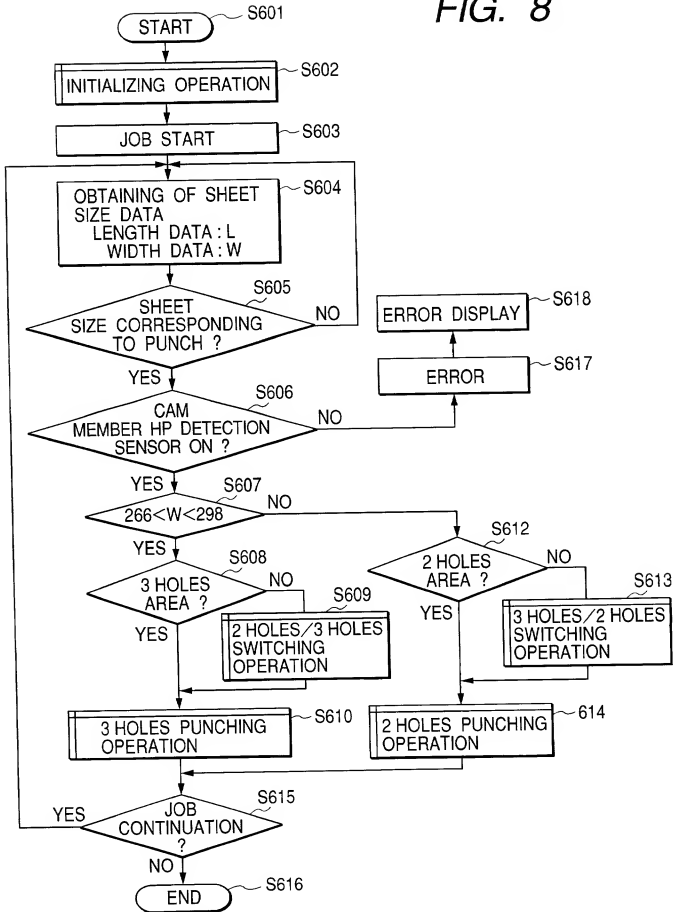 FIG. 8
START
S601
INITIALIZING OPERATION
S602
JOB START
S603
OBTAINING OF SHEET
SIZE DATA
LENGTH DATA : L
WIDTH DATA : W
S604
SHEET
SIZE CORRESPONDING
TO PUNCH ?
S605
NO
YES
ERROR DISPLAY
S618
ERROR
S617
CAM
MEMBER HP DETECTION
SENSOR ON ?
S606
NO
YES
266<W<298
S607
NO
YES
3 HOLES
AREA ?
S608
NO
YES
2 HOLES/3 HOLES
SWITCHING
OPERATION
S609
2 HOLES
AREA ?
S612
NO
YES
3 HOLES/2 HOLES
SWITCHING
OPERATION
S613
3 HOLES PUNCHING
OPERATION
S610
2 HOLES PUNCHING
OPERATION
614
JOB
CONTINUATION
?
S615
YES
NO
END
S616